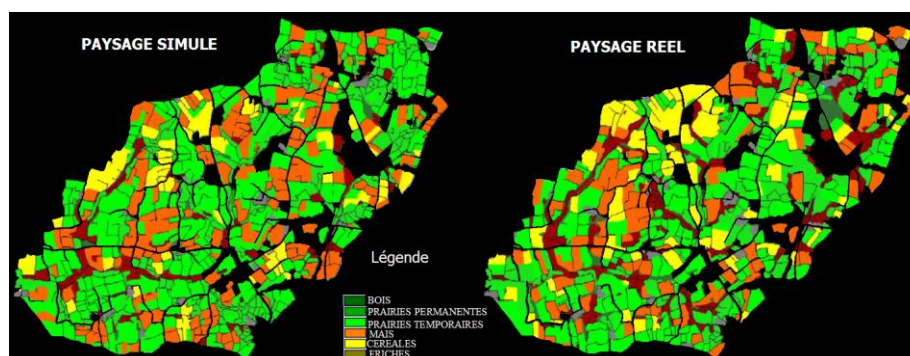 PAYSAGE SIMULE
PAYSAGE REEL
Légende
BOIS
PRAIRIES PERMANENTES
PRAIRIES TEMPORAIRES
MAIS
CEREALES
FRICHES